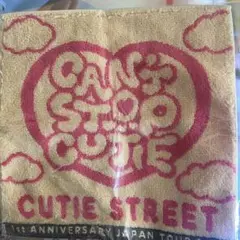 CAN'T
STOP
CUTIE
CUTIE STREET
1st ANNIVERSARY JAPAN TOUR